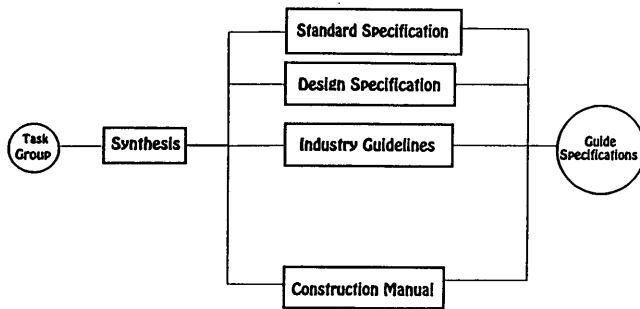 Standard Specification
Design Specification
Task
Group
Synthesis
Industry Guidelines
Guide
Specifications
Construction Manual